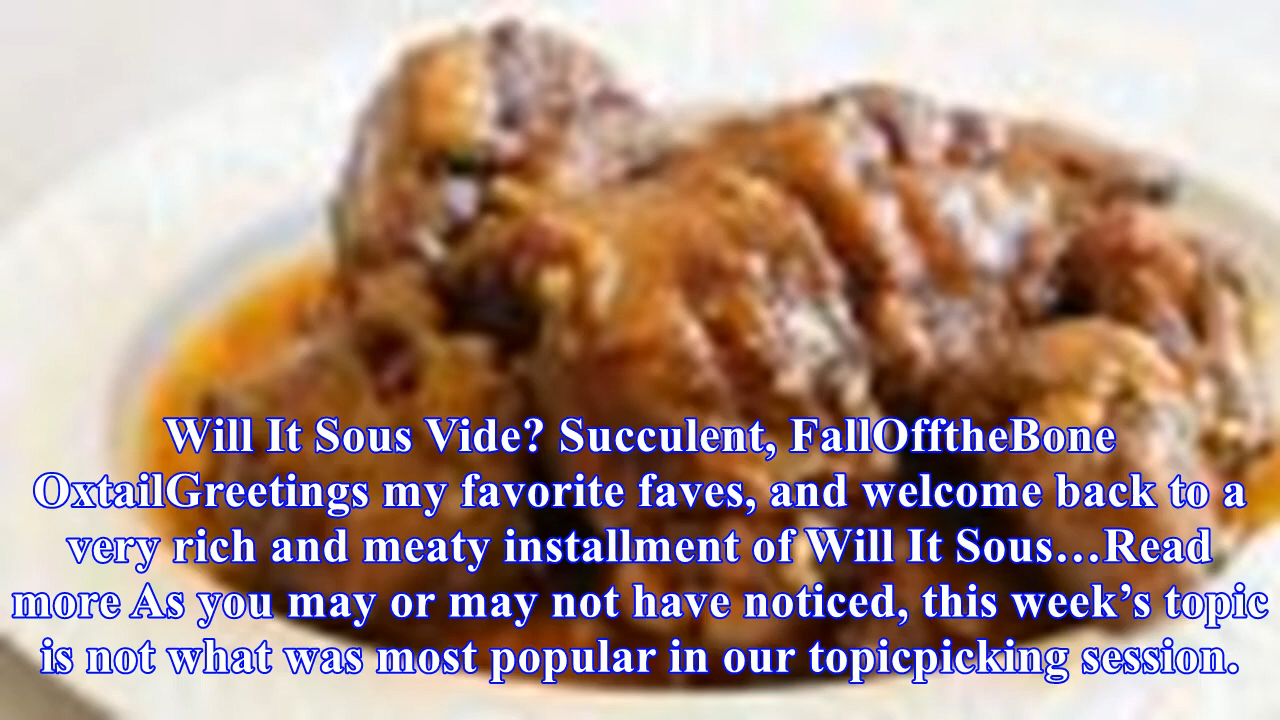 Will It Sous Vide? Succulent, FallOfftheBone
OxtailGreetings my favorite faves, and welcome back to a
very rich and meaty installment of Will It Sous…Read
more As you may or may not have noticed, this week’s topic
is not what was most popular in our topicpicking session.